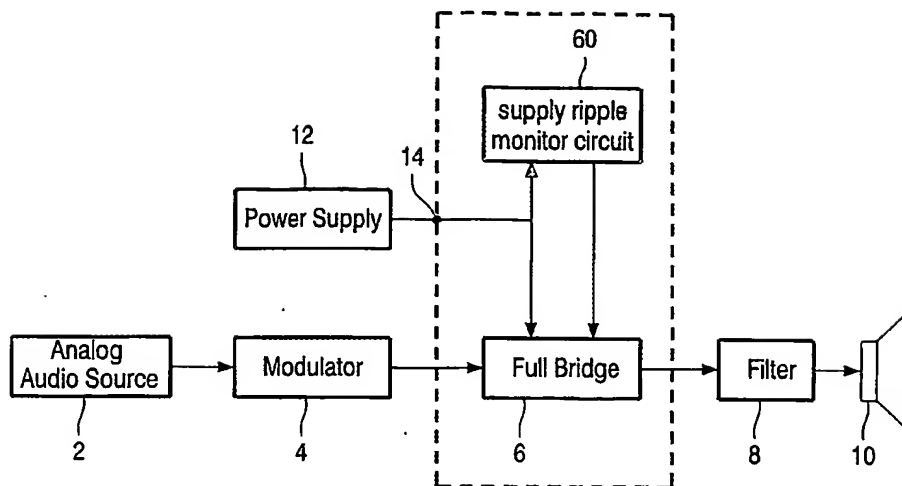 60
supply ripple
monitor circuit
12
14
Power Supply
Analog
Audio Source
Modulator
Full Bridge
Filter
2
4
6
8
10